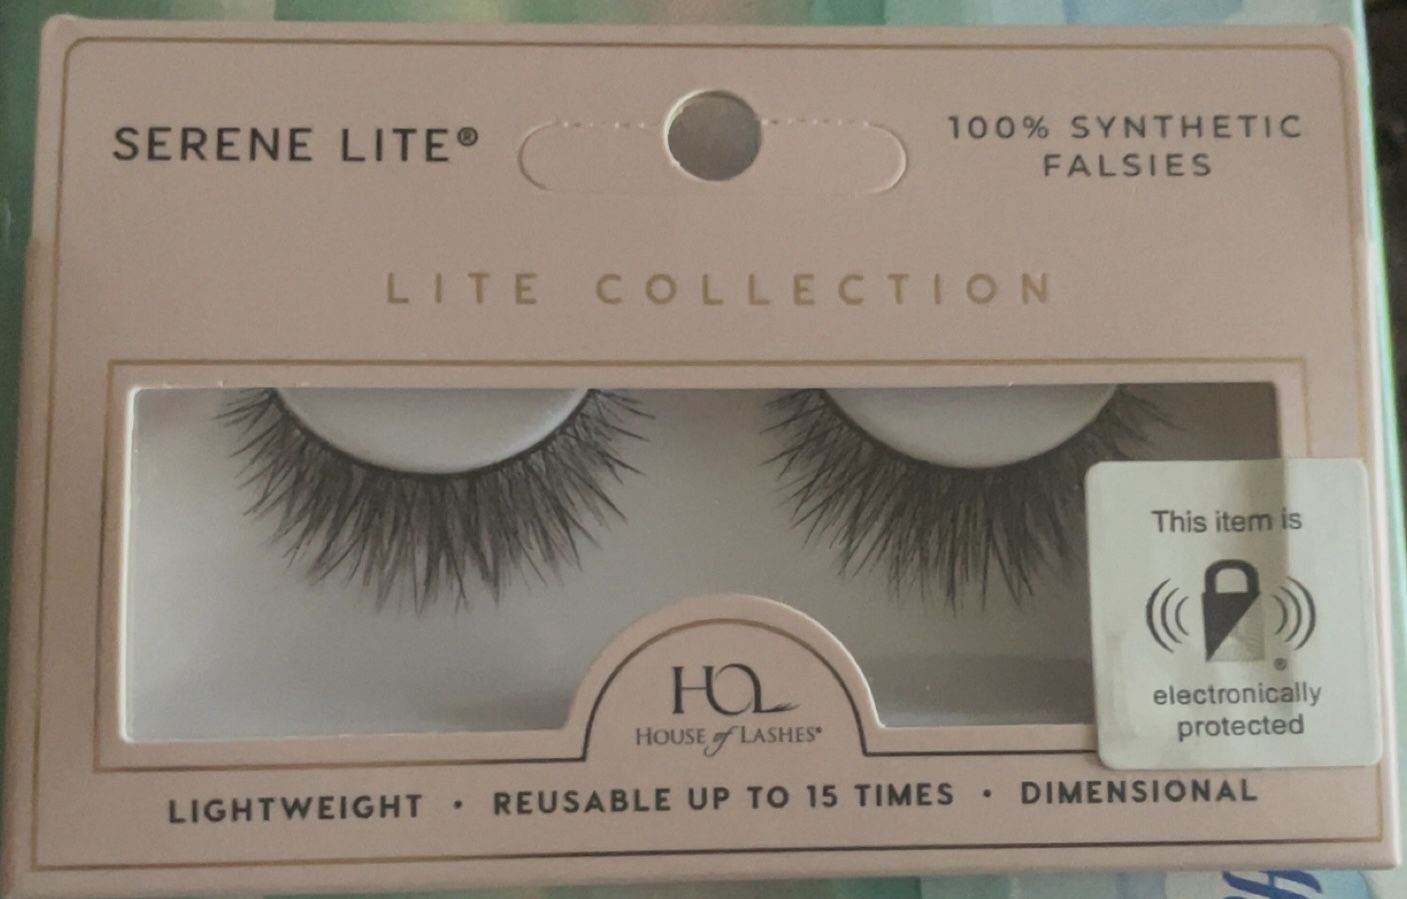 SERENE LITE®
100% SYNTHETIC
FALSIES
LITE COLLECTION
This item is
®
electronically
protected
HOL
HOUSE of LASHES®
LIGHTWEIGHT • REUSABLE UP TO 15 TIMES • DIMENSIONAL